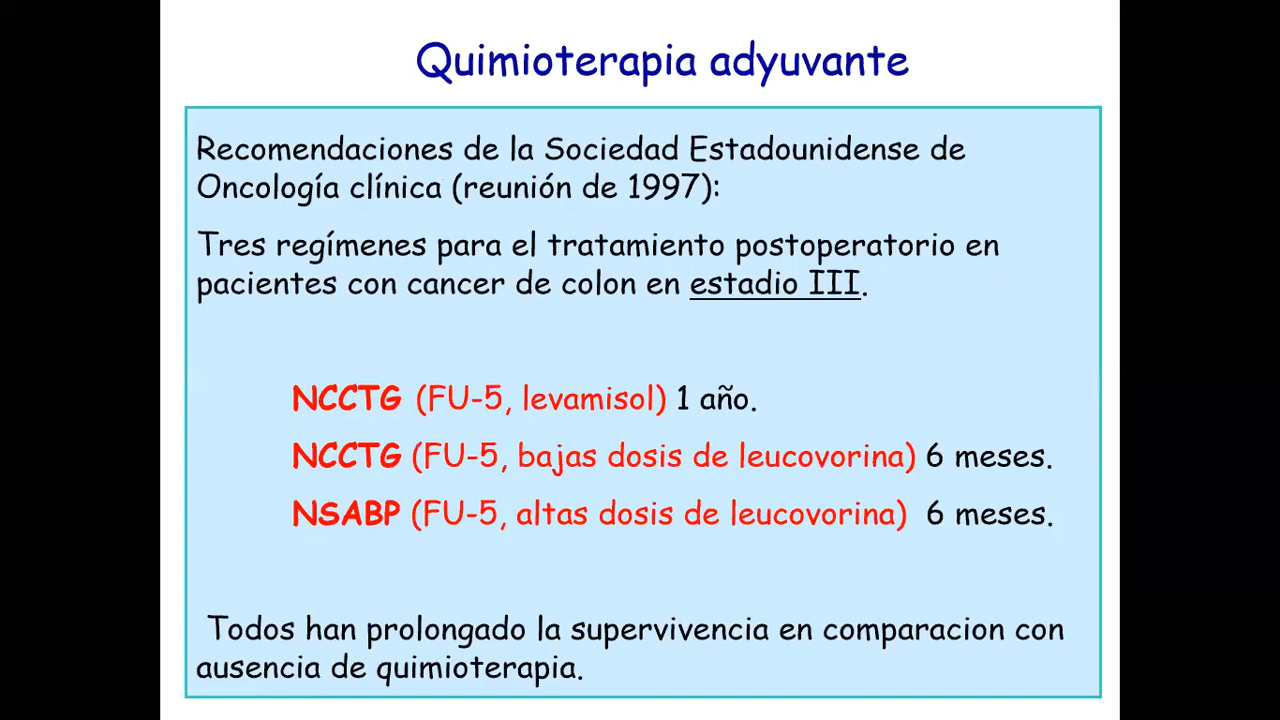 Quimioterapia adyuvante
Recomendaciones de la Sociedad Estadounidense de
Oncología clínica (reunión de 1997):
Tres regímenes para el tratamiento postoperatorio en
pacientes con cancer de colon en estadio III.
NCCTG (FU-5, levamisol) 1 año.
NCCTG (FU-5, bajas dosis de leucovorina) 6 meses.
NSABP (FU-5, altas dosis de leucovorina) 6 meses.
Todos han prolongado la supervivencia en comparacion con
ausencia de quimioterapia.